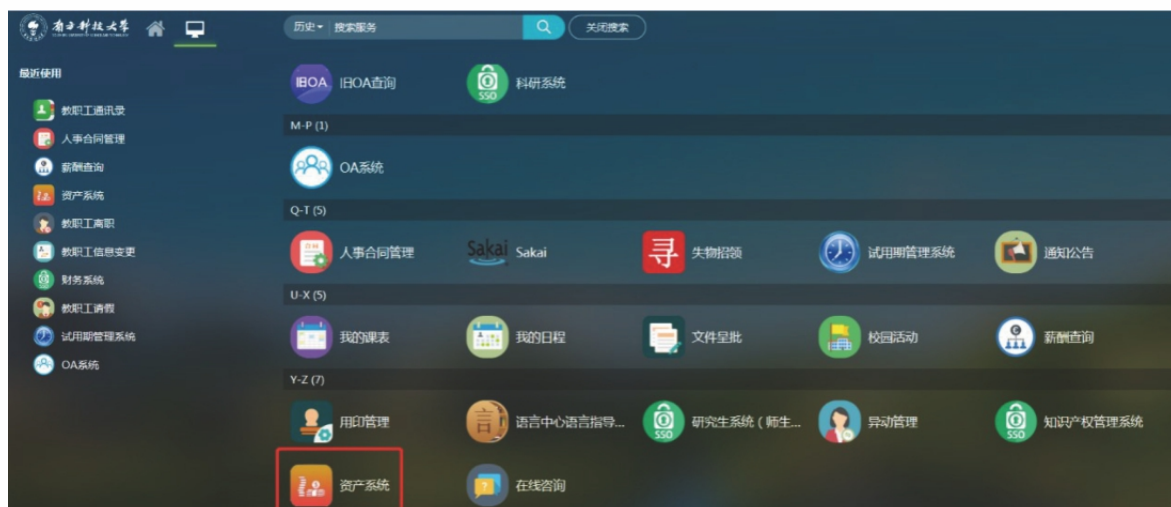 南方科技大学
历史 搜索服务 关闭搜索
最近使用
教职工通讯录
人事合同管理
薪酬查询
资产系统
教职工离职
教职工信息变更
财务系统
教职工请假
试用期管理系统
OA系统
IBOA IBOA查询 SSO 科研系统
M-P (1)
OA系统
Q-T (5)
人事合同管理 Sakai Sakai 寻 失物招领 试用期管理系统 通知公告
U-X (5)
我的课表 我的日程 文件呈批 校园活动 薪酬查询
Y-Z (7)
用印管理 言 语言中心语言指导... SSO 研究生系统（师生... 异动管理 SSO 知识产权管理系统
资产系统 在线咨询